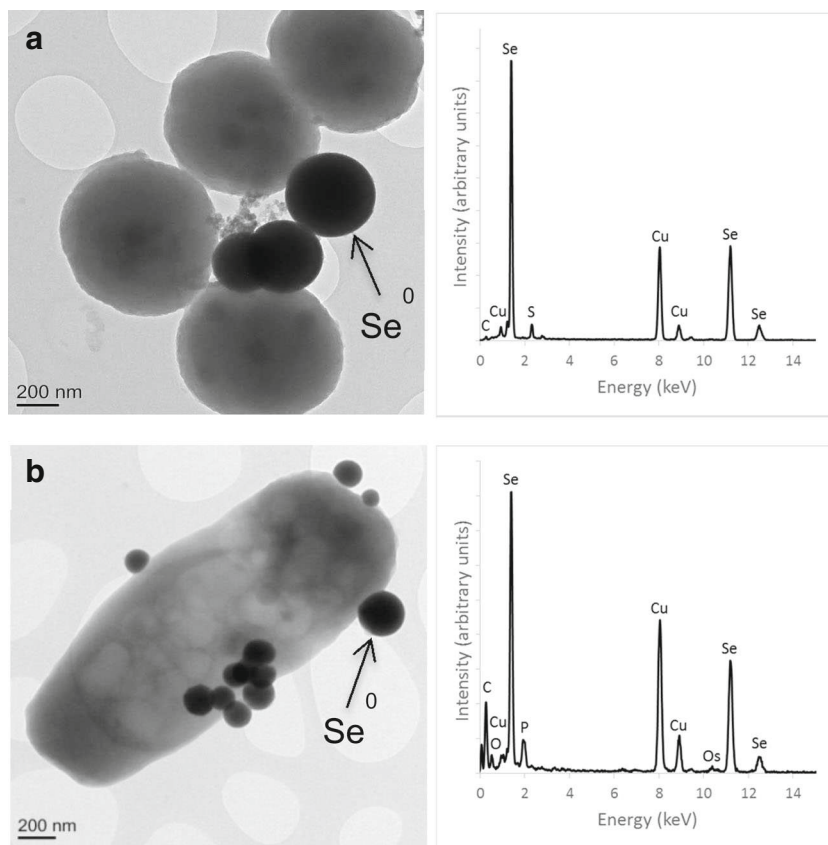 a
0
Se
200 nm
Intensity (arbitrary units)
Se
Cu
Se
Cu
Cu
S
Se
C
0 2 4 6 8 10 12 14
Energy (keV)
b
0
Se
200 nm
Intensity (arbitrary units)
Se
Cu
Se
C
Cu
P
Cu
O
Os
Se
0 2 4 6 8 10 12 14
Energy (keV)